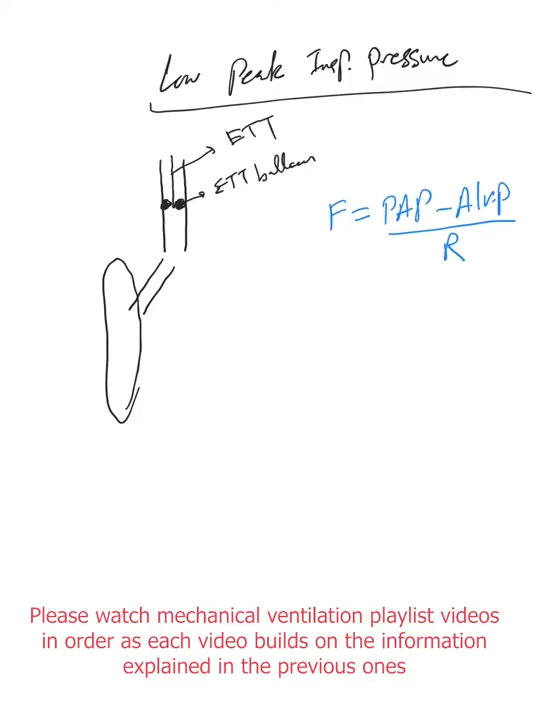 Low Peak Insp. Pressure
ETT
ETT balloon
F = PAP - Alv.P
R
Please watch mechanical ventilation playlist videos
in order as each video builds on the information
explained in the previous ones